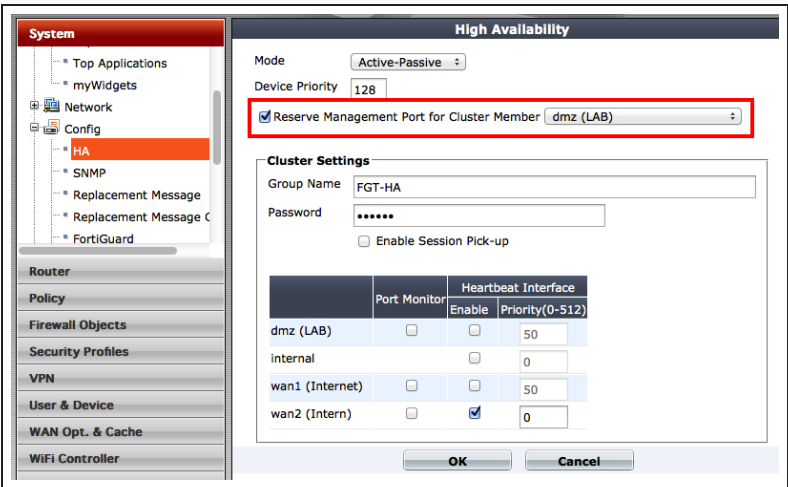 System
Top Applications
myWidgets
Network
Config
HA
SNMP
Replacement Message
Replacement Message
FortiGuard
Router
Policy
Firewall Objects
Security Profiles
VPN
User & Device
WAN Opt. & Cache
WiFi Controller
High Availability
Mode Active-Passive
Device Priority 128
Reserve Management Port for Cluster Member dmz (LAB)
Cluster Settings
Group Name FGT-HA
Password ••••••
Enable Session Pick-up
Port Monitor Heartbeat Interface
Enable Priority(0-512)
dmz (LAB) 50
internal 0
wan1 (Internet) 50
wan2 (Intern) 0
OK Cancel